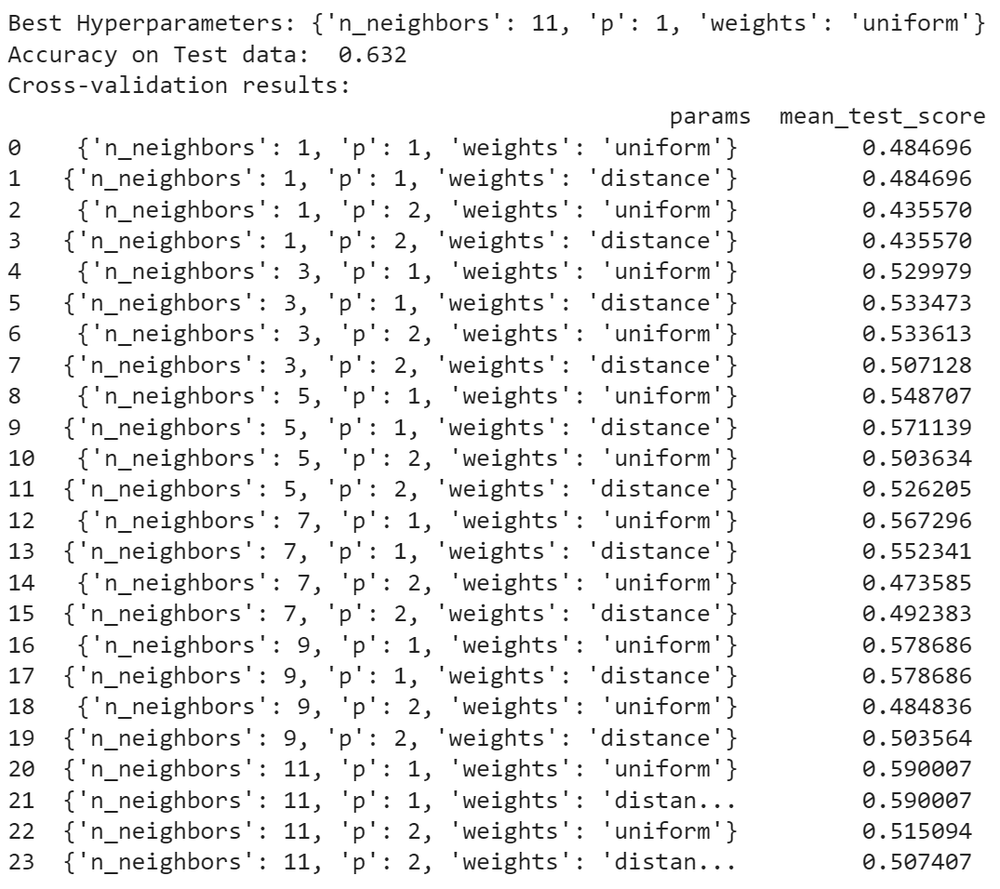 Best Hyperparameters: {'n_neighbors': 11, 'p': 1, 'weights': 'uniform'}
Accuracy on Test data:  0.632
Cross-validation results:
params  mean_test_score
0    {'n_neighbors': 1, 'p': 1, 'weights': 'uniform'}         0.484696
1   {'n_neighbors': 1, 'p': 1, 'weights': 'distance'}         0.484696
2    {'n_neighbors': 1, 'p': 2, 'weights': 'uniform'}         0.435570
3   {'n_neighbors': 1, 'p': 2, 'weights': 'distance'}         0.435570
4    {'n_neighbors': 3, 'p': 1, 'weights': 'uniform'}         0.529979
5   {'n_neighbors': 3, 'p': 1, 'weights': 'distance'}         0.533473
6    {'n_neighbors': 3, 'p': 2, 'weights': 'uniform'}         0.533613
7   {'n_neighbors': 3, 'p': 2, 'weights': 'distance'}         0.507128
8    {'n_neighbors': 5, 'p': 1, 'weights': 'uniform'}         0.548707
9   {'n_neighbors': 5, 'p': 1, 'weights': 'distance'}         0.571139
10   {'n_neighbors': 5, 'p': 2, 'weights': 'uniform'}         0.503634
11  {'n_neighbors': 5, 'p': 2, 'weights': 'distance'}         0.526205
12   {'n_neighbors': 7, 'p': 1, 'weights': 'uniform'}         0.567296
13  {'n_neighbors': 7, 'p': 1, 'weights': 'distance'}         0.552341
14   {'n_neighbors': 7, 'p': 2, 'weights': 'uniform'}         0.473585
15  {'n_neighbors': 7, 'p': 2, 'weights': 'distance'}         0.492383
16   {'n_neighbors': 9, 'p': 1, 'weights': 'uniform'}         0.578686
17  {'n_neighbors': 9, 'p': 1, 'weights': 'distance'}         0.578686
18   {'n_neighbors': 9, 'p': 2, 'weights': 'uniform'}         0.484836
19  {'n_neighbors': 9, 'p': 2, 'weights': 'distance'}         0.503564
20  {'n_neighbors': 11, 'p': 1, 'weights': 'uniform'}         0.590007
21  {'n_neighbors': 11, 'p': 1, 'weights': 'distan...         0.590007
22  {'n_neighbors': 11, 'p': 2, 'weights': 'uniform'}         0.515094
23  {'n_neighbors': 11, 'p': 2, 'weights': 'distan...         0.507407